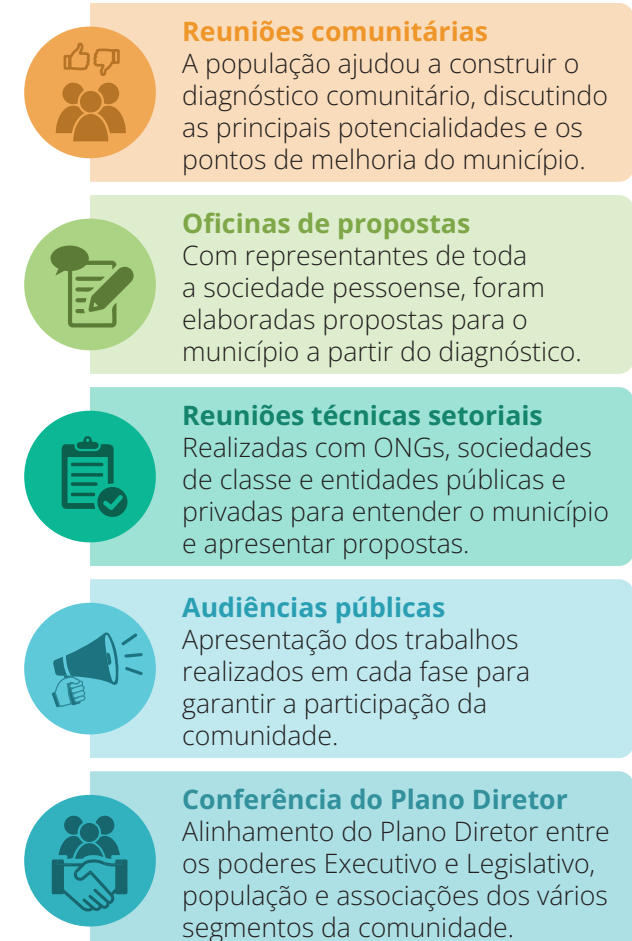 Reuniões comunitárias
A população ajudou a construir o
diagnóstico comunitário, discutindo
as principais potencialidades e os
pontos de melhoria do município.
Oficinas de propostas
Com representantes de toda
a sociedade pessoense, foram
elaboradas propostas para o
município a partir do diagnóstico.
Reuniões técnicas setoriais
Realizadas com ONGs, sociedades
de classe e entidades públicas e
privadas para entender o município
e apresentar propostas.
Audiências públicas
Apresentação dos trabalhos
realizados em cada fase para
garantir a participação da
comunidade.
Conferência do Plano Diretor
Alinhamento do Plano Diretor entre
os poderes Executivo e Legislativo,
população e associações dos vários
segmentos da comunidade.